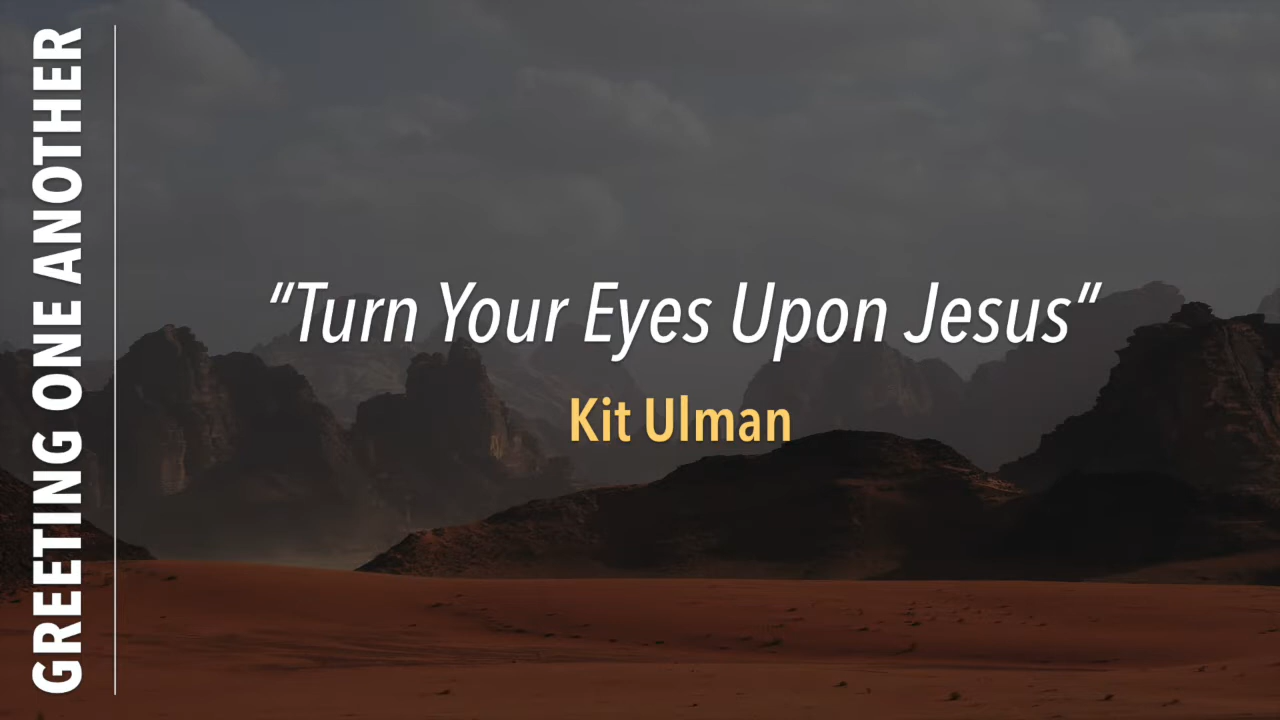 GREETING ONE ANOTHER
“Turn Your Eyes Upon Jesus“
Kit Ulman